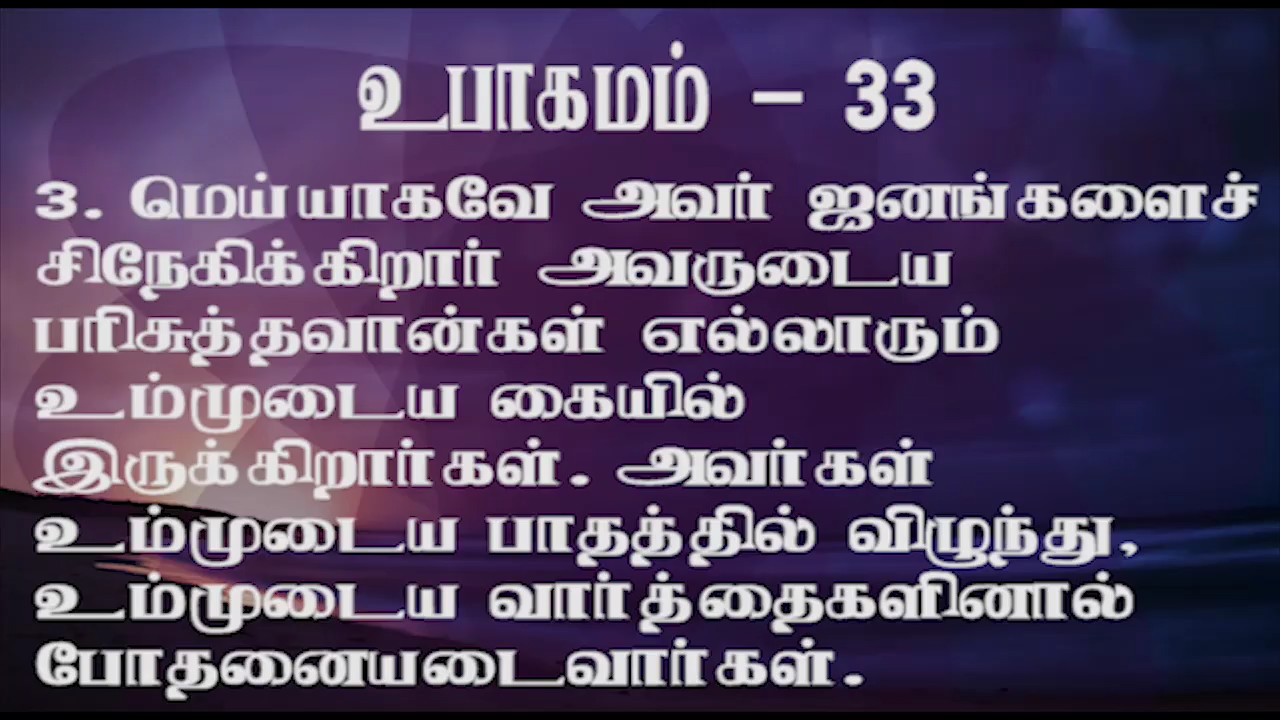 உபாகமம் - 33
3. மெய்யாகவே அவர் ஜனங்களைச்
சிநேகிக்கிறார் அவருடைய
பரிசுத்தவான்கள் எல்லாரும்
உம்முடைய கையில்
இருக்கிறார்கள். அவர்கள்
உம்முடைய பாதத்தில் விழுந்து,
உம்முடைய வார்த்தைகளினால்
போதனையடைவார்கள்.